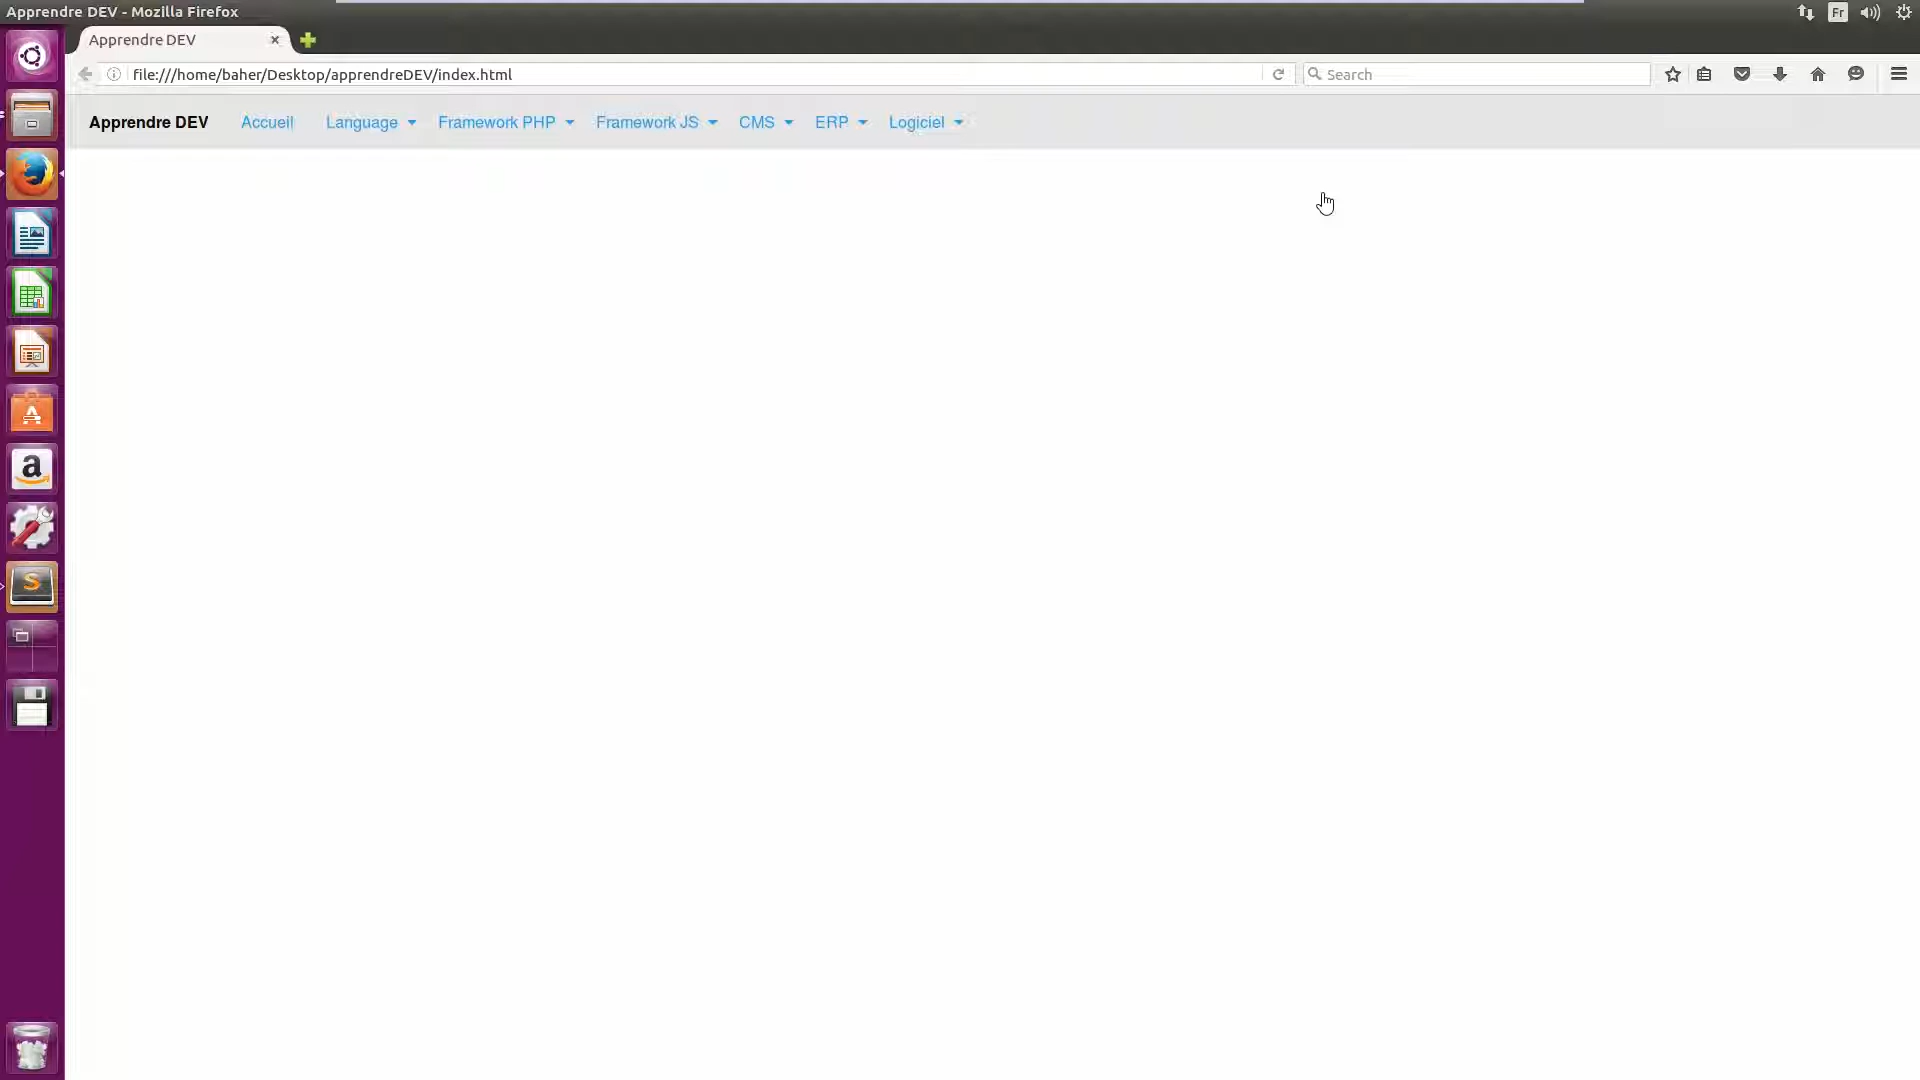 Apprendre DEV - Mozilla Firefox
Fr
Apprendre DEV
file:///home/baher/Desktop/apprendreDEV/index.html
Search
Apprendre DEV Accueil Language Framework PHP Framework JS CMS ERP Logiciel